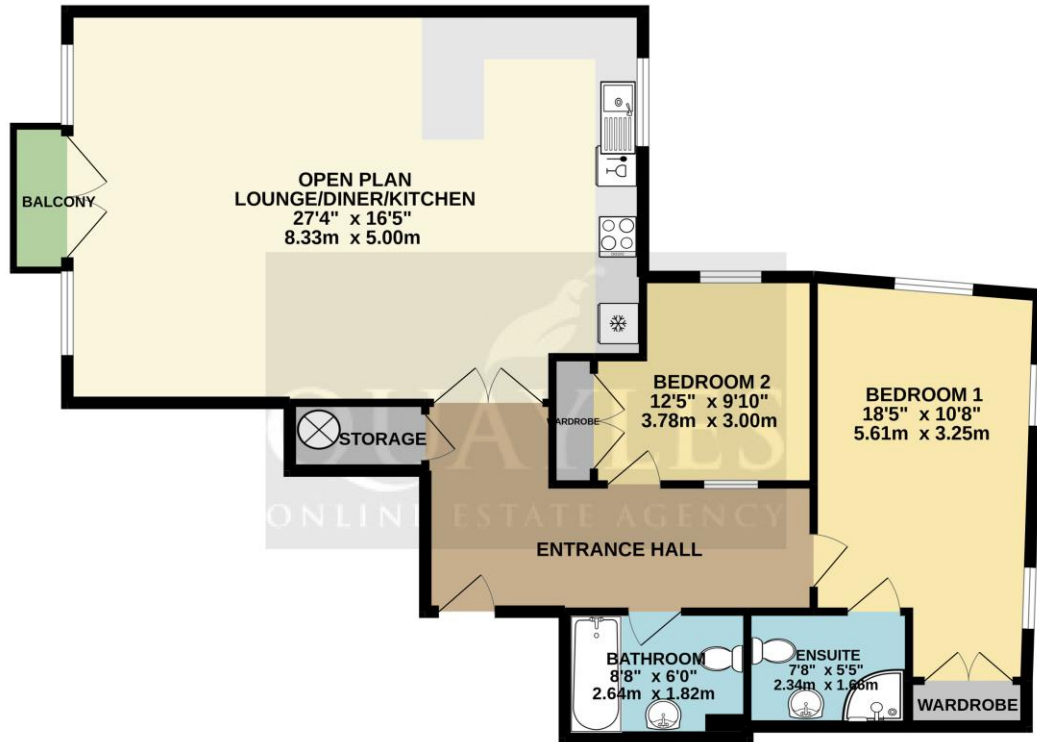 OPEN PLAN
LOUNGE/DINER/KITCHEN
27'4" x 16'5"
8.33m x 5.00m
BALCONY
BEDROOM 2
12'5" x 9'10"
3.78m x 3.00m
BEDROOM 1
18'5" x 10'8"
5.61m x 3.25m
WARDROBE
STORAGE
QUAYLES
ONLINE ESTATE AGENCY
ENTRANCE HALL
BATHROOM
8'8" x 6'0"
2.64m x 1.82m
ENSUITE
7'8" x 5'5"
2.34m x 1.66m
WARDROBE